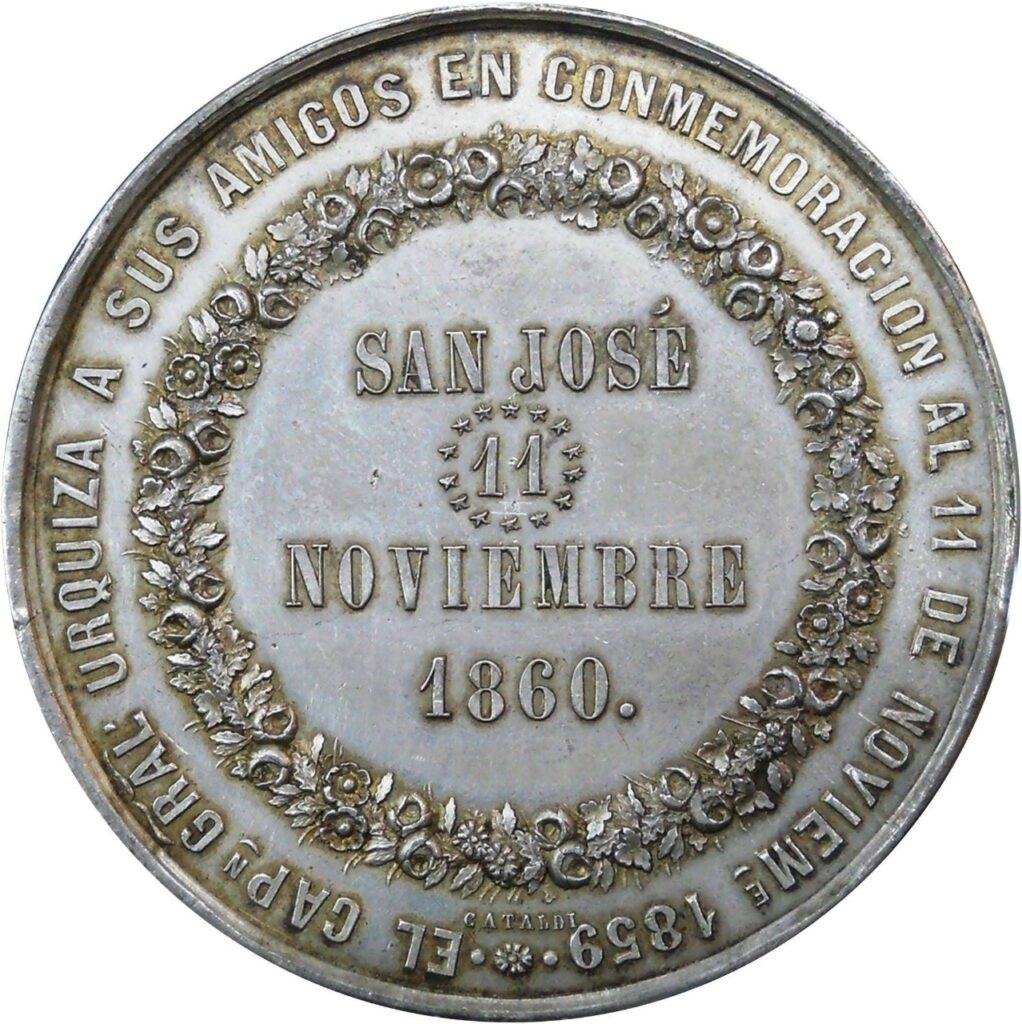 EL CAPᴺ GRAL. URQUIZA A SUS AMIGOS EN CONMEMORACION AL 11 DE NOVIEMᴱ 1859
SAN JOSÉ
11
NOVIEMBRE
1860.
CATALDI